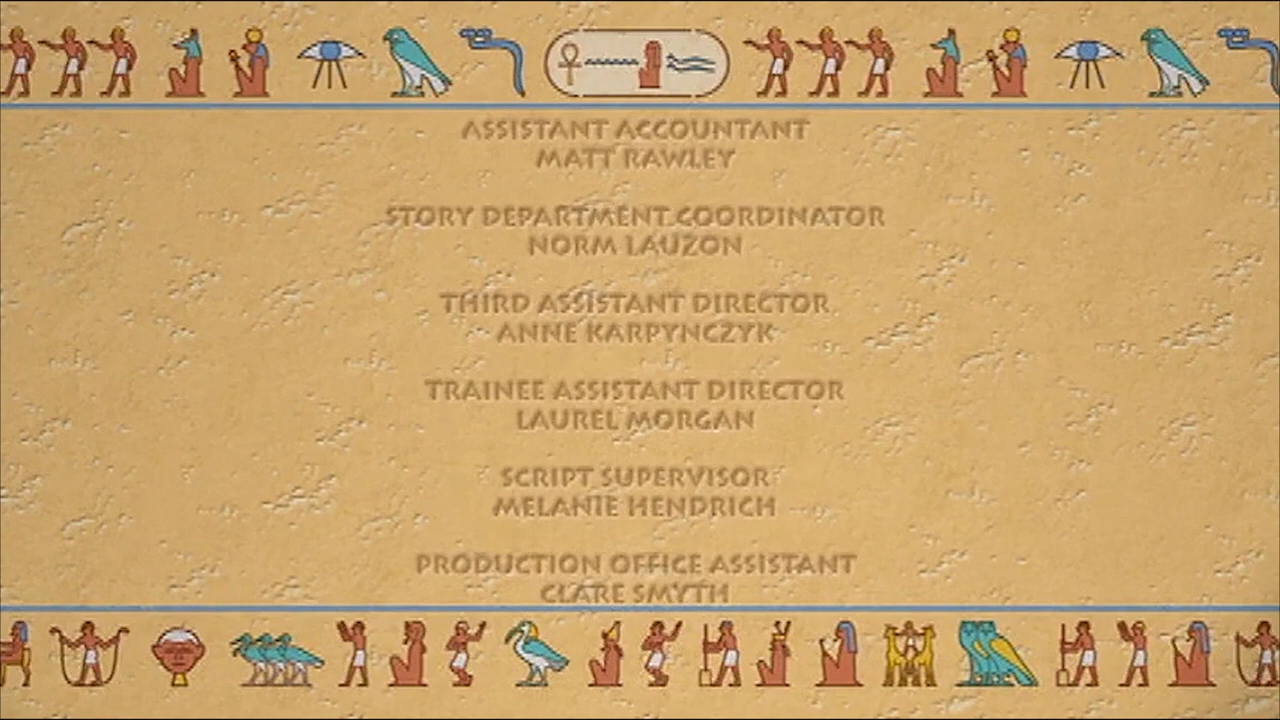 ASSISTANT ACCOUNTANT
MATT RAWLEY
STORY DEPARTMENT COORDINATOR
NORM LAUZON
THIRD ASSISTANT DIRECTOR
ANNE KARPYNCZYK
TRAINEE ASSISTANT DIRECTOR
LAUREL MORGAN
SCRIPT SUPERVISOR
MELANIE HENDRICH
PRODUCTION OFFICE ASSISTANT
CLARE SMYTH